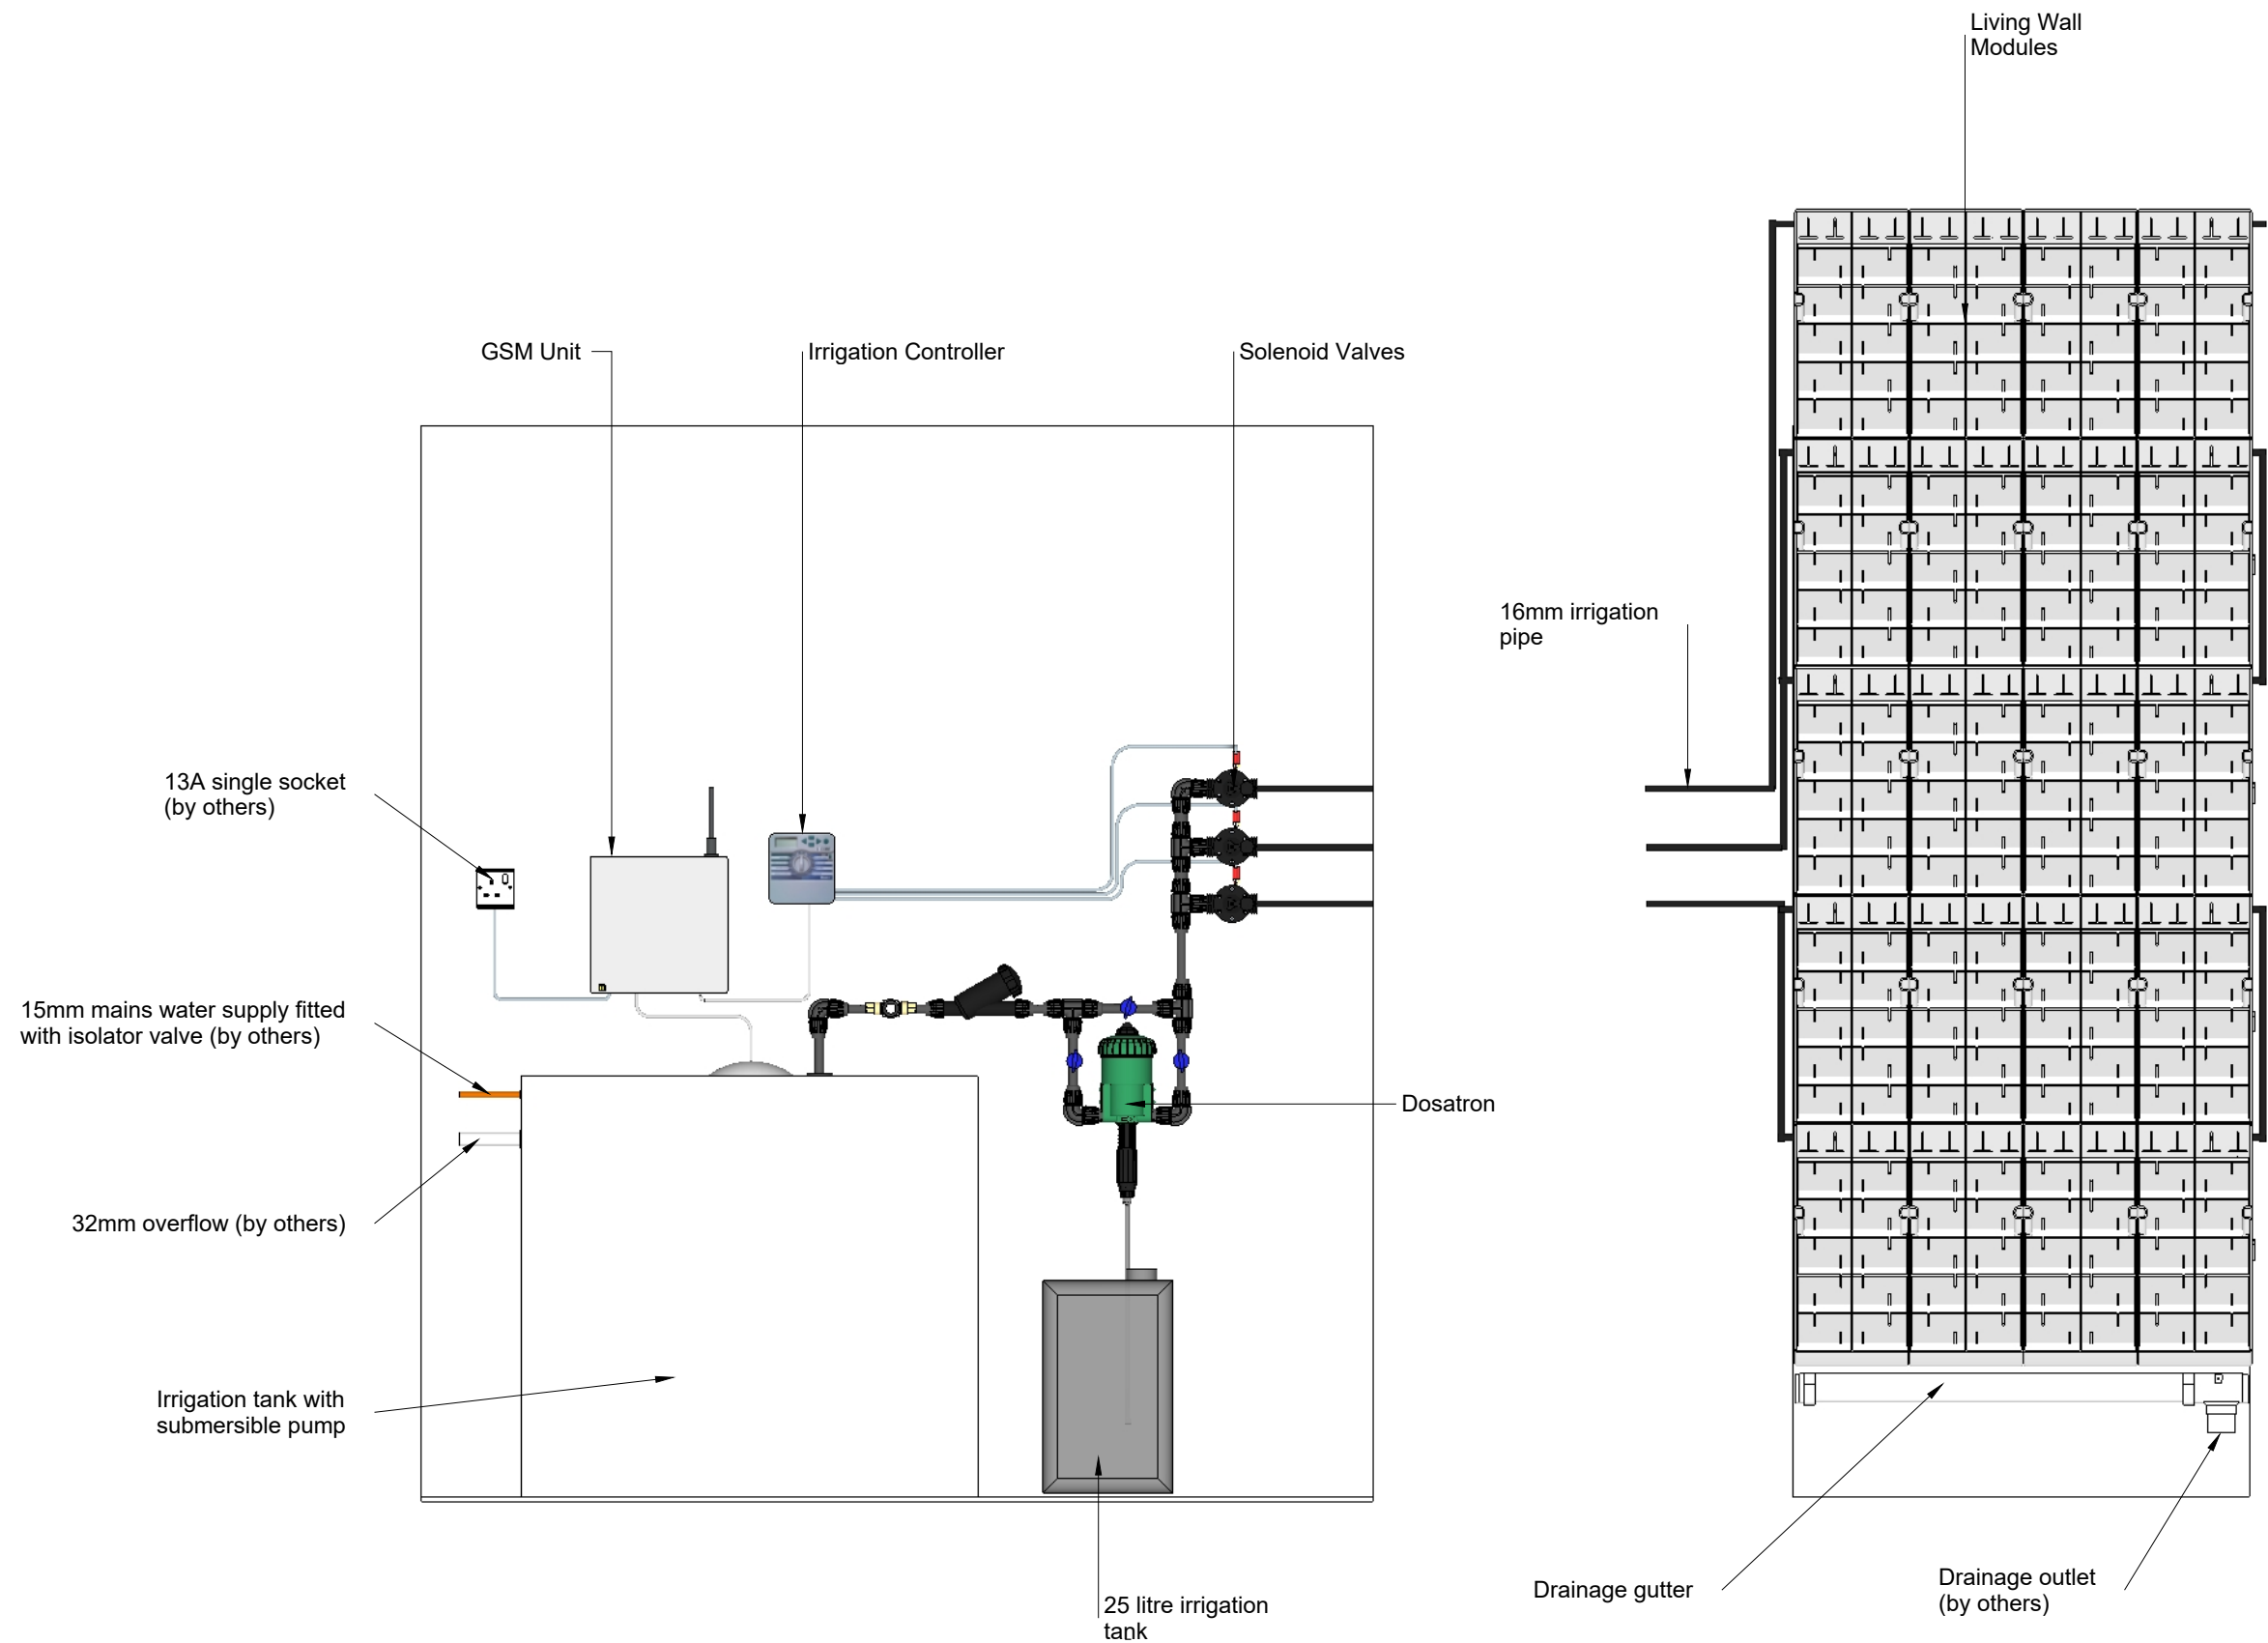 Living Wall
Modules
GSM Unit
Irrigation Controller
Solenoid Valves
16mm irrigation
pipe
13A single socket
(by others)
15mm mains water supply fitted
with isolator valve (by others)
Dosatron
32mm overflow (by others)
Irrigation tank with
submersible pump
Drainage gutter
Drainage outlet
(by others)
25 litre irrigation
tank